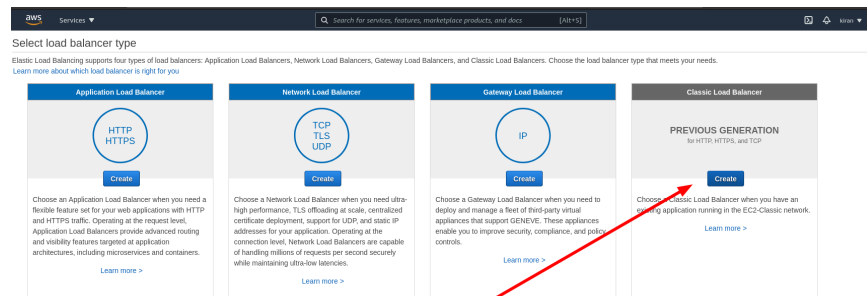 aws Services ▼ Search for services, features, marketplace products, and docs [Alt+S] kiran ▼
Select load balancer type
Elastic Load Balancing supports four types of load balancers: Application Load Balancers, Network Load Balancers, Gateway Load Balancers, and Classic Load Balancers. Choose the load balancer type that meets your needs.
Learn more about which load balancer is right for you
Application Load Balancer
HTTP
HTTPS
Create
Choose an Application Load Balancer when you need a
flexible feature set for your web applications with HTTP
and HTTPS traffic. Operating at the request level,
Application Load Balancers provide advanced routing
and visibility features targeted at application
architectures, including microservices and containers.
Learn more >
Network Load Balancer
TCP
TLS
UDP
Create
Choose a Network Load Balancer when you need ultra-
high performance, TLS offloading at scale, centralized
certificate deployment, support for UDP, and static IP
addresses for your application. Operating at the
connection level, Network Load Balancers are capable
of handling millions of requests per second securely
while maintaining ultra-low latencies.
Learn more >
Gateway Load Balancer
IP
Create
Choose a Gateway Load Balancer when you need to
deploy and manage a fleet of third-party virtual
appliances that support GENEVE. These appliances
enable you to improve security, compliance, and policy
controls.
Learn more >
Classic Load Balancer
PREVIOUS GENERATION
for HTTP, HTTPS, and TCP
Create
Choose a Classic Load Balancer when you have an
existing application running in the EC2-Classic network.
Learn more >